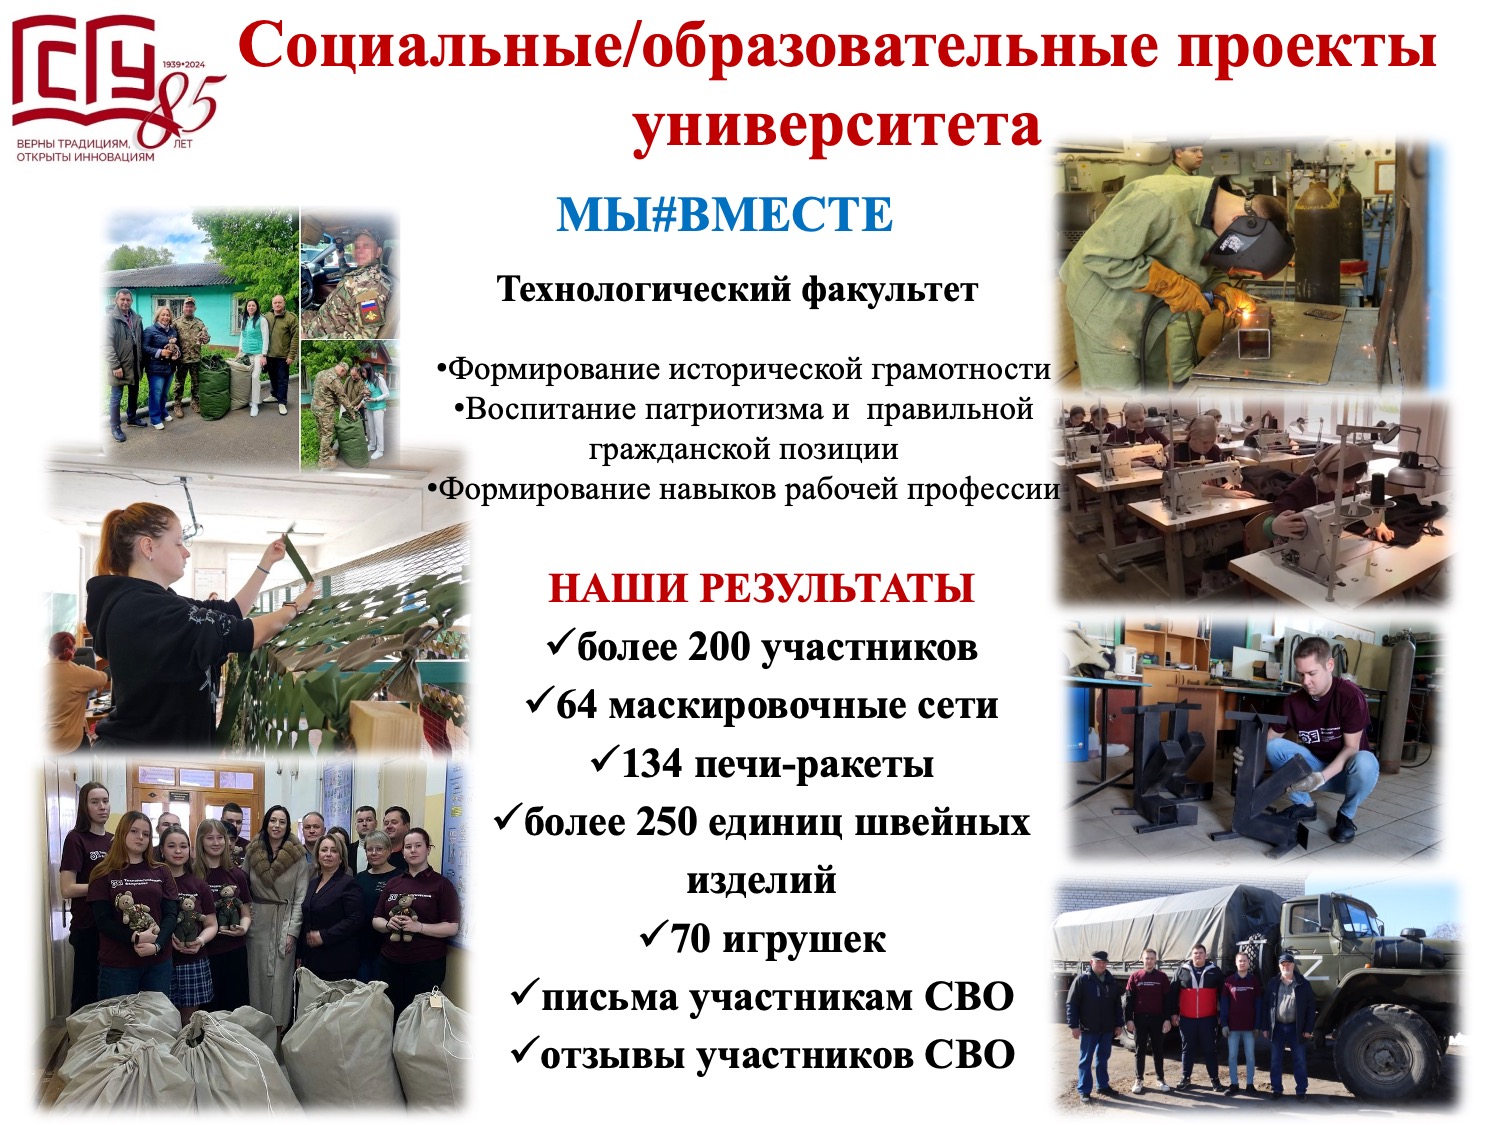 ГСГУ
1939•2024
85
ЛЕТ
ВЕРНЫ ТРАДИЦИЯМ,
ОТКРЫТЫ ИННОВАЦИЯМ
Социальные/образовательные проекты
университета
МЫ#ВМЕСТЕ
Технологический факультет
•Формирование исторической грамотности
•Воспитание патриотизма и  правильной
гражданской позиции
•Формирование навыков рабочей профессии
НАШИ РЕЗУЛЬТАТЫ
✓более 200 участников
✓64 маскировочные сети
✓134 печи-ракеты
✓более 250 единиц швейных
изделий
✓70 игрушек
✓письма участникам СВО
✓отзывы участников СВО
Z